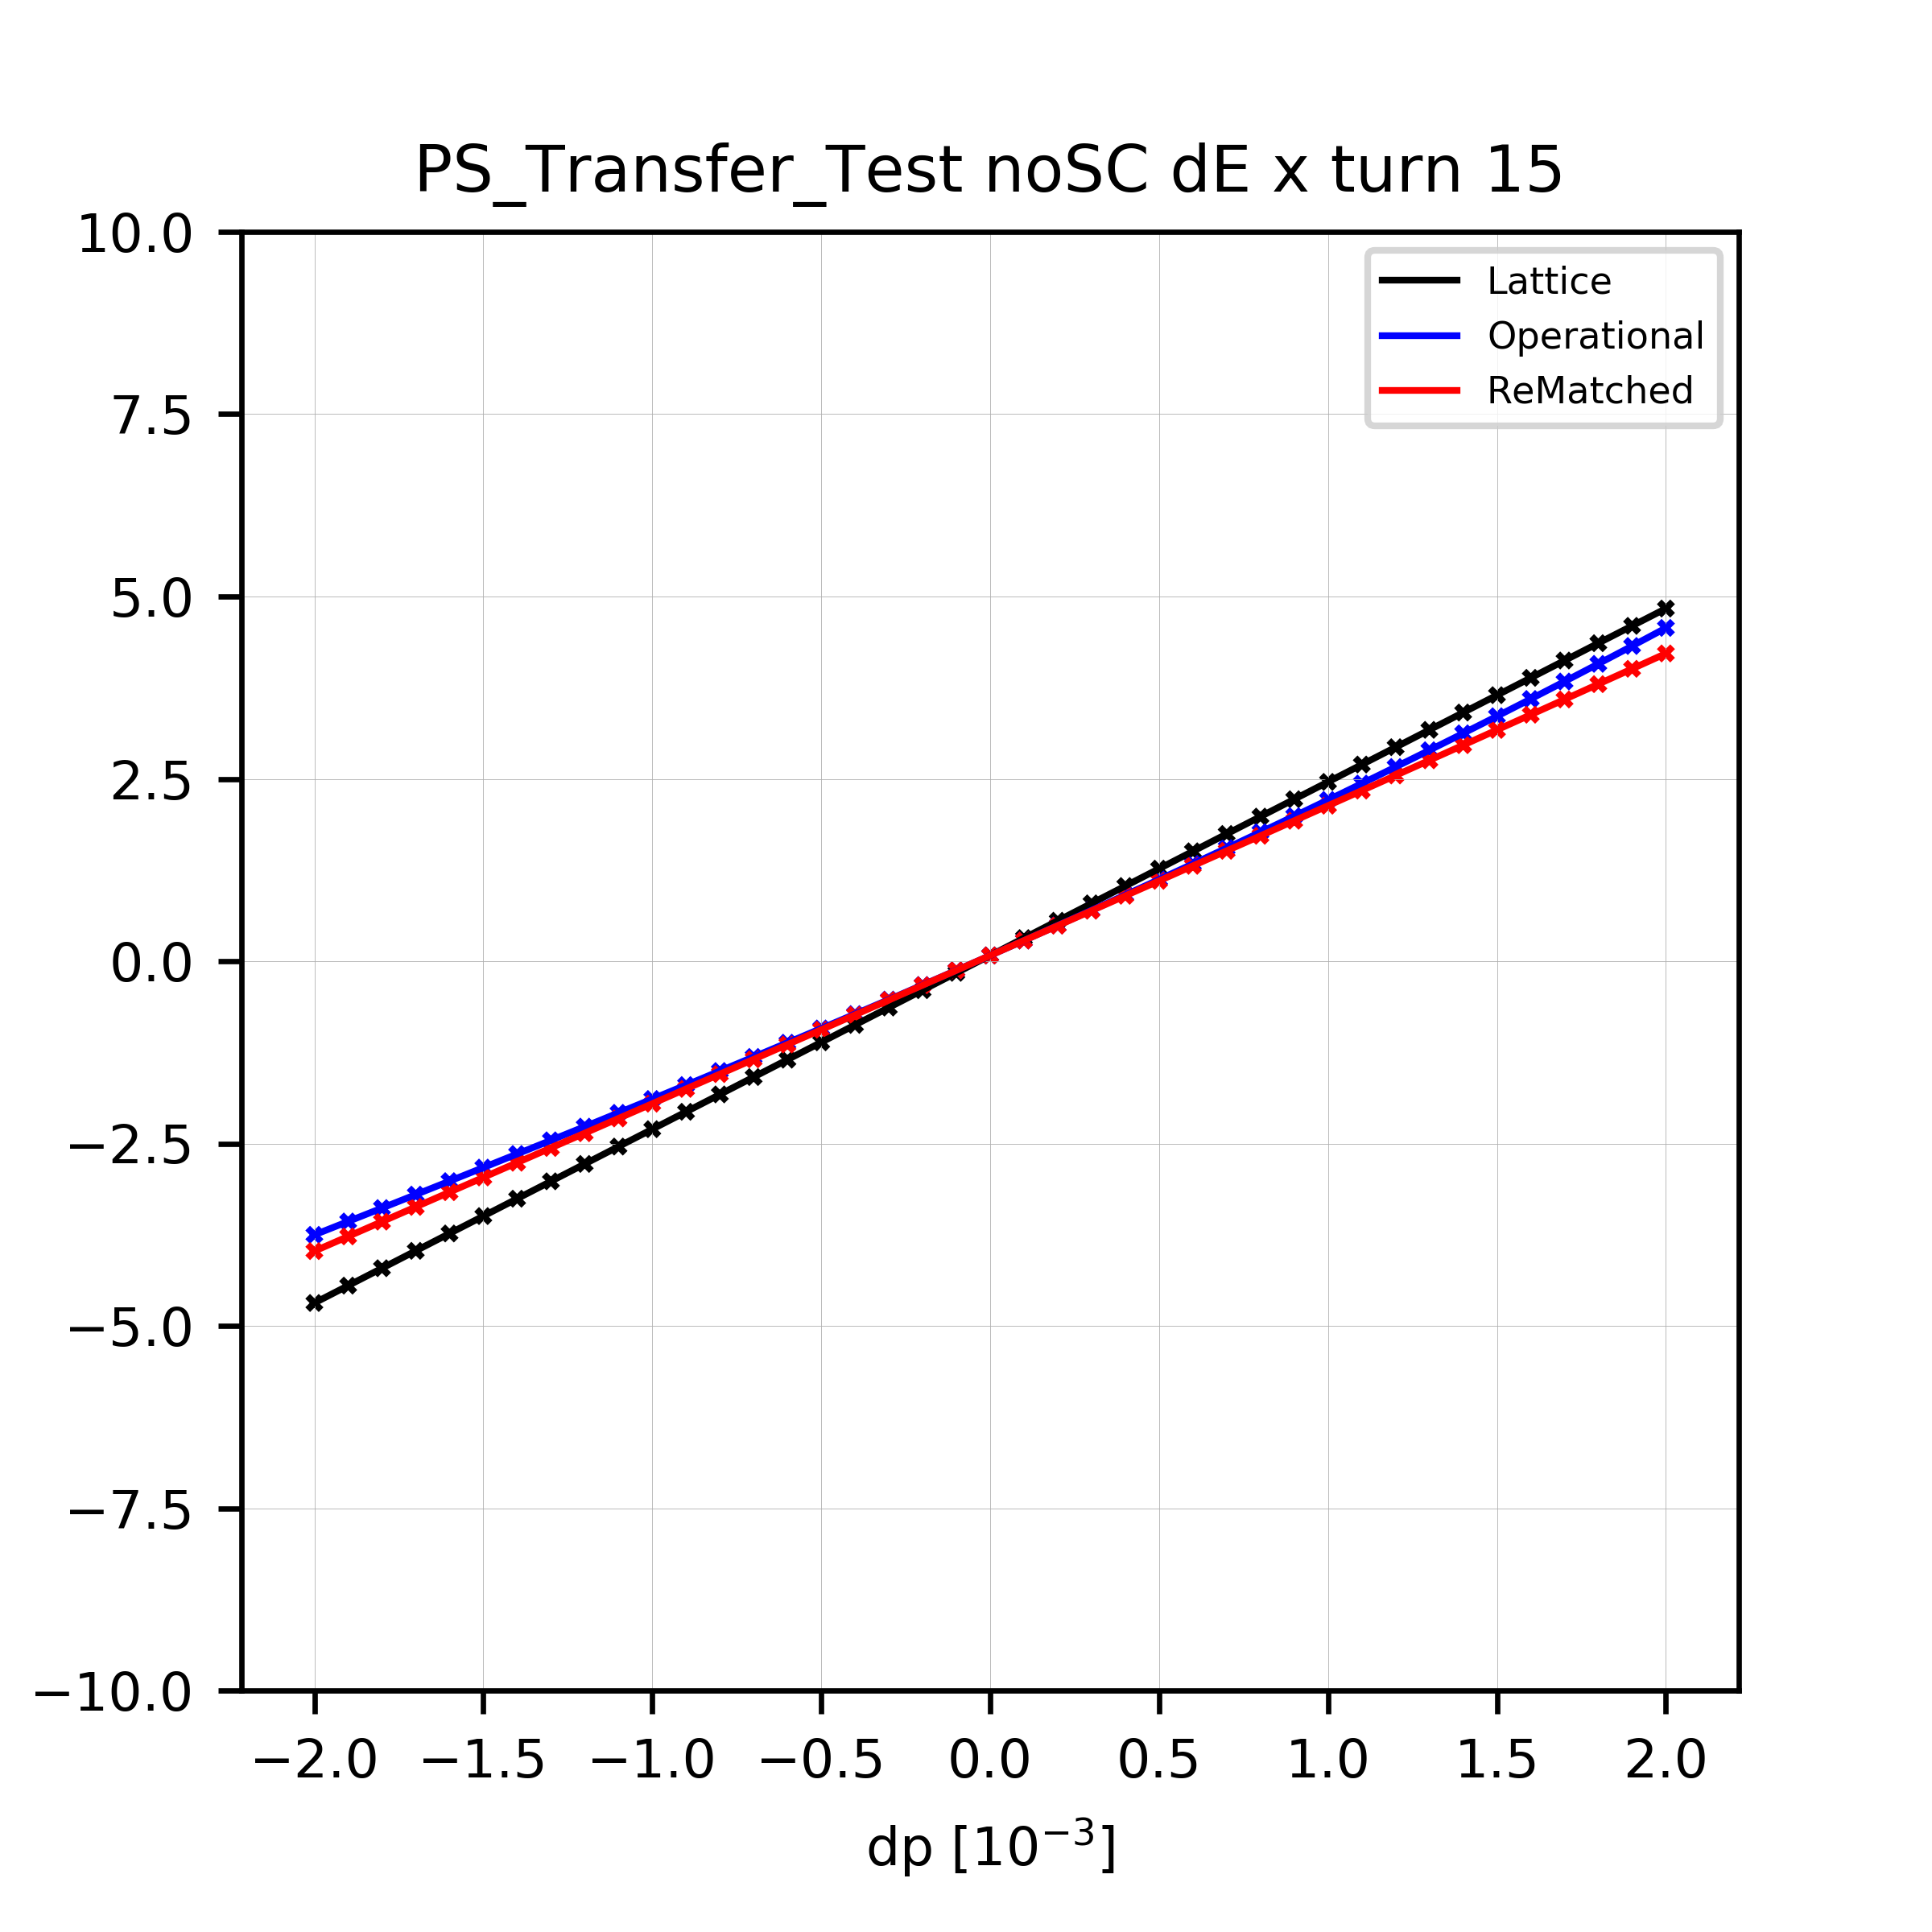 PS_Transfer_Test noSC dE x turn 15
10.0
7.5
5.0
2.5
0.0
−2.5
−5.0
−7.5
−10.0
Lattice
Operational
ReMatched
−2.0 −1.5 −1.0 −0.5 0.0 0.5 1.0 1.5 2.0
dp [10⁻³]